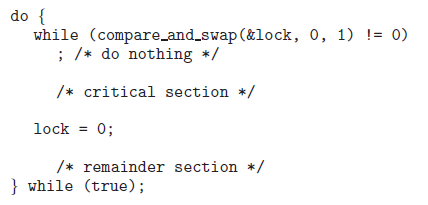 do {
while (compare_and_swap(&lock, 0, 1) != 0)
; /* do nothing */
/* critical section */
lock = 0;
/* remainder section */
} while (true);